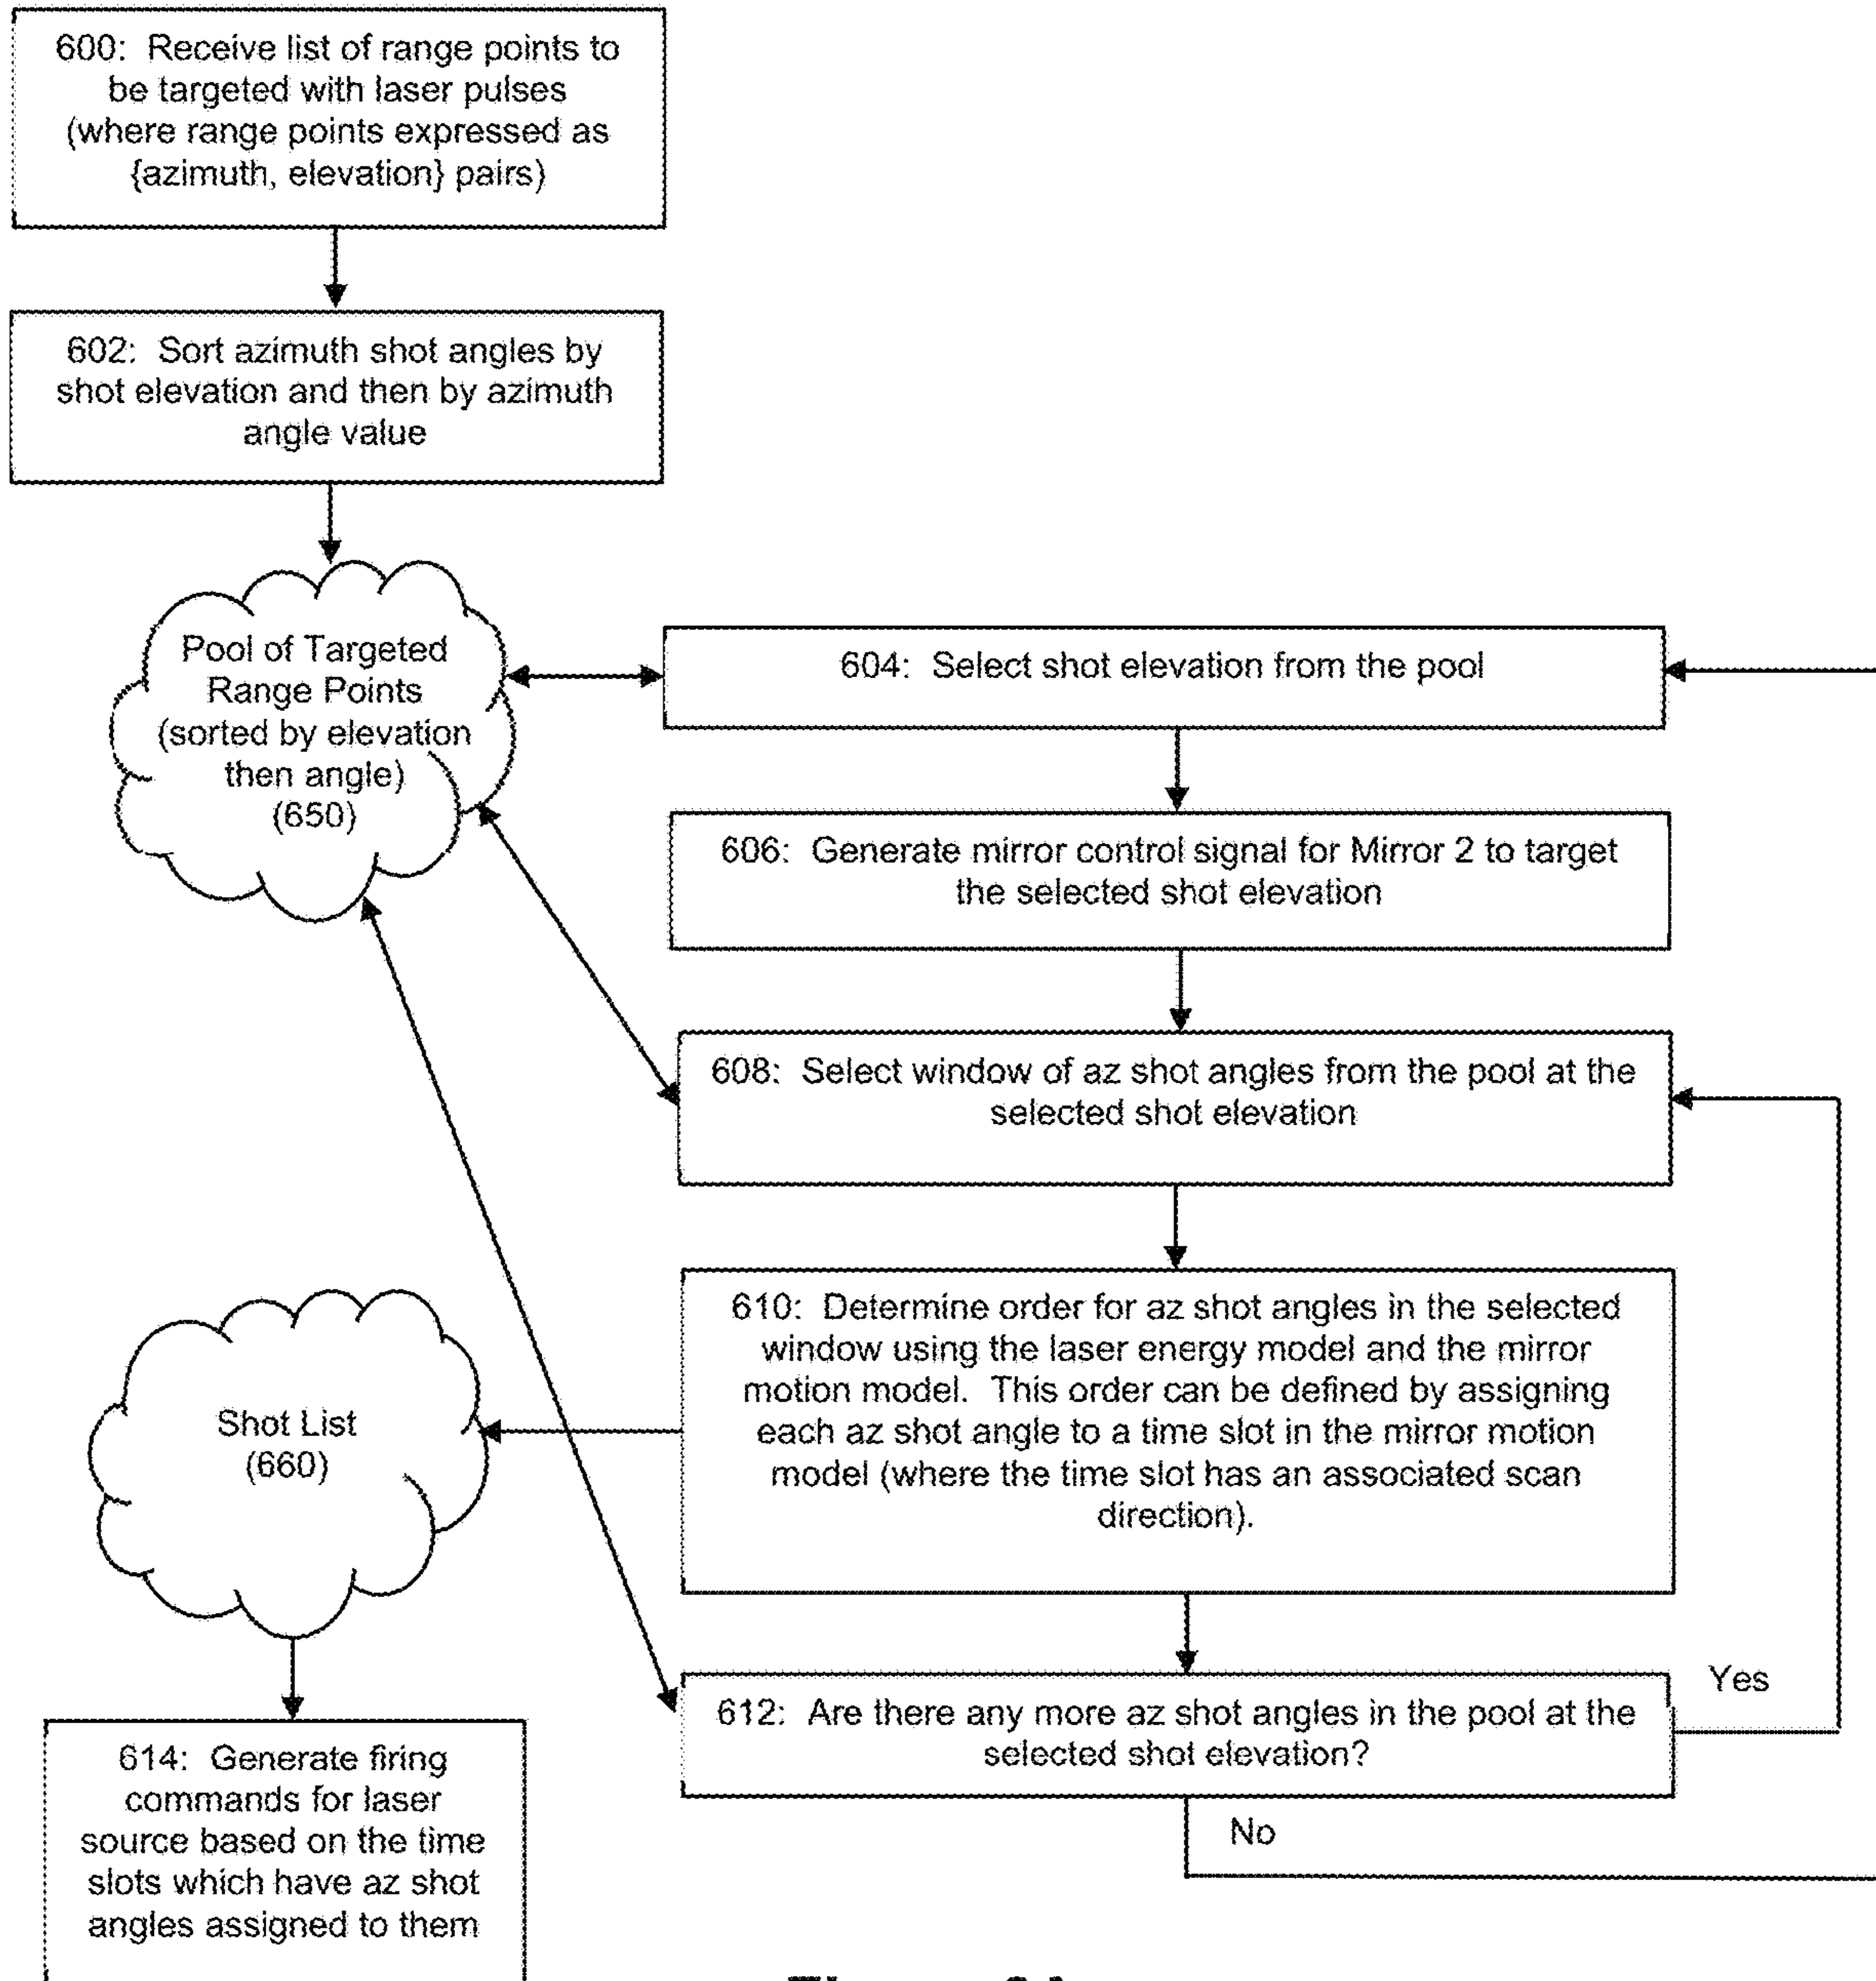 600: Receive list of range points to
be targeted with laser pulses
(where range points expressed as
{azimuth, elevation} pairs)
602: Sort azimuth shot angles by
shot elevation and then by azimuth
angle value
Pool of Targeted
Range Points
(sorted by elevation
then angle)
(650)
604: Select shot elevation from the pool
606: Generate mirror control signal for Mirror 2 to target
the selected shot elevation
608: Select window of az shot angles from the pool at the
selected shot elevation
610: Determine order for az shot angles in the selected
window using the laser energy model and the mirror
motion model. This order can be defined by assigning
each az shot angle to a time slot in the mirror motion
model (where the time slot has an associated scan
direction).
Shot List
(660)
612: Are there any more az shot angles in the pool at the
selected shot elevation?
Yes
No
614: Generate firing
commands for laser
source based on the time
slots which have az shot
angles assigned to them